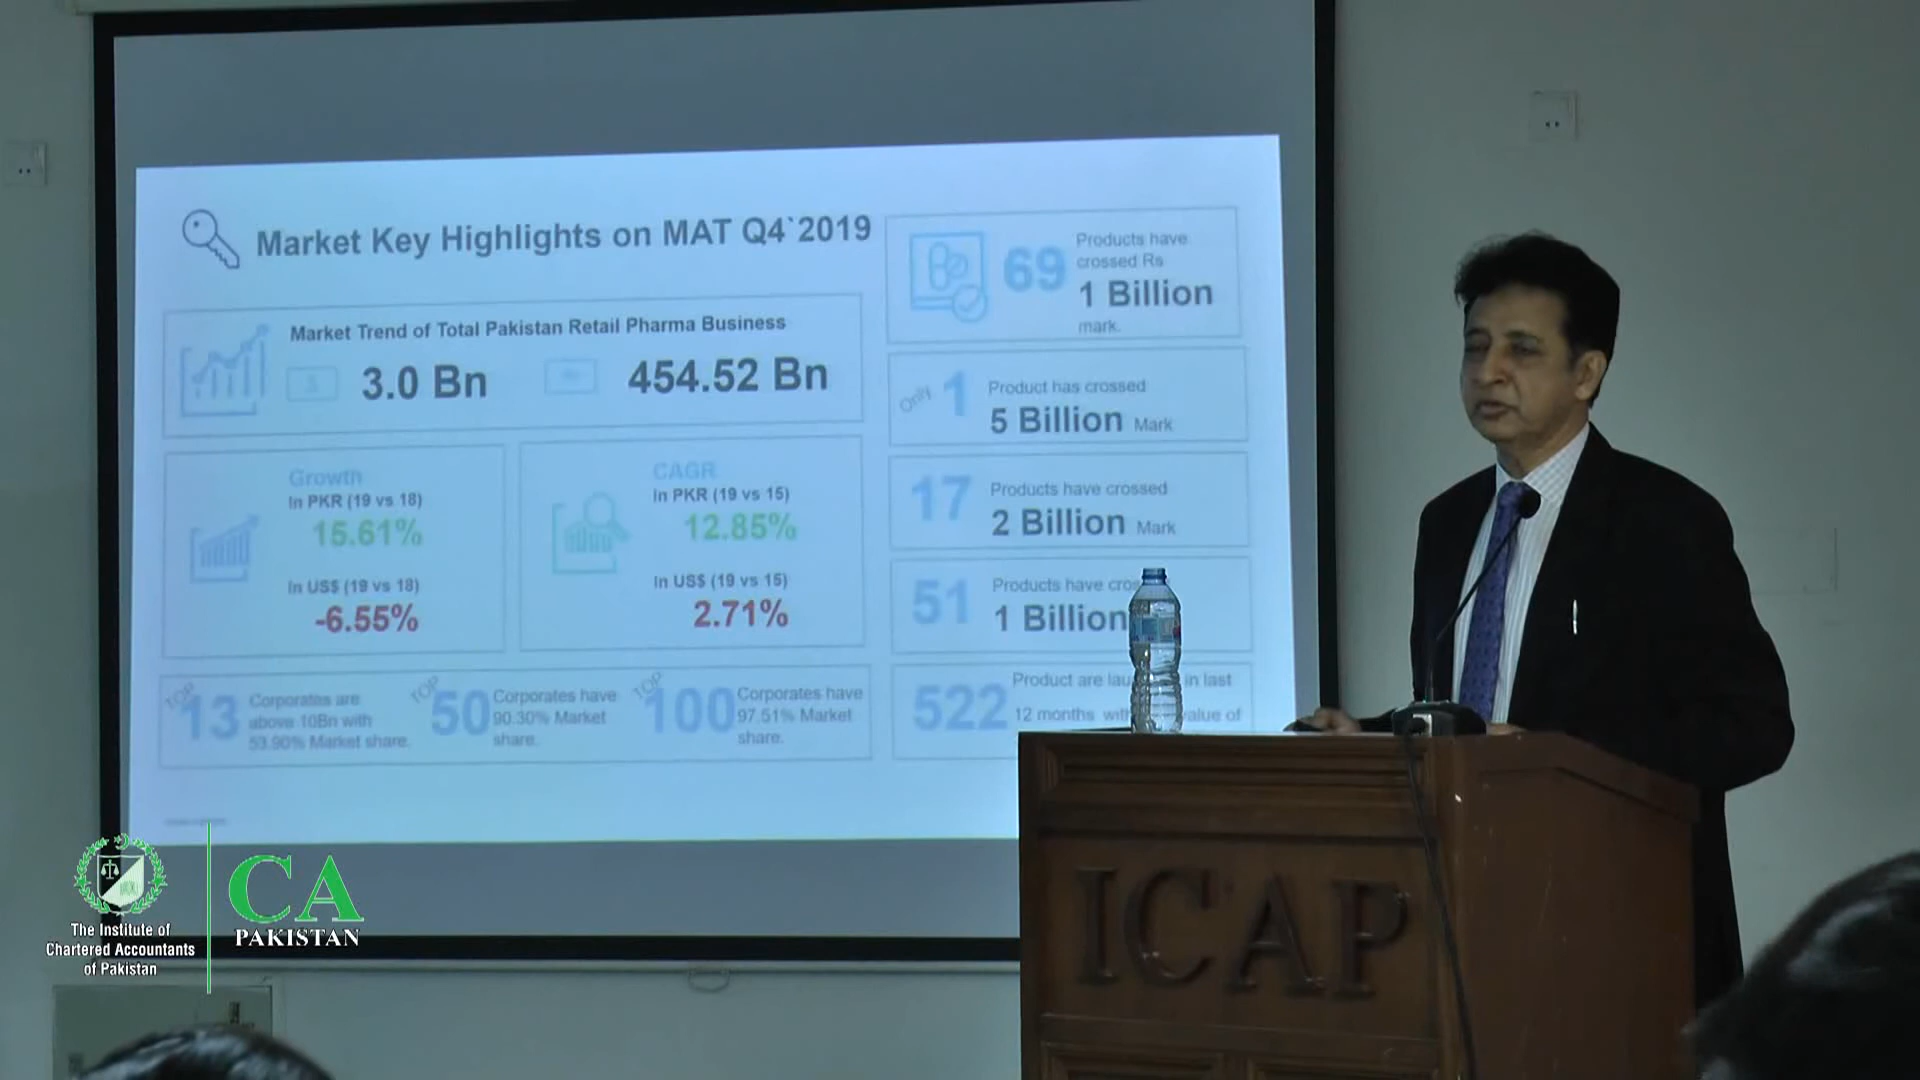 Market Key Highlights on MAT Q4`2019
Market Trend of Total Pakistan Retail Pharma Business
3.0 Bn
454.52 Bn
Growth
In PKR (19 vs 18)
15.61%
In US$ (19 vs 18)
-6.55%
CAGR
In PKR (19 vs 15)
12.85%
In US$ (19 vs 15)
2.71%
TOP
13
Corporates are
above 10Bn with
53.90% Market share.
TOP
50
Corporates have
90.30% Market
share.
TOP
100
Corporates have
97.51% Market
share.
69
Products have
crossed Rs
1 Billion
mark.
Only 1
Product has crossed
5 Billion Mark
17
Products have crossed
2 Billion Mark
51
Products have
1 Billion
522
Product are in last
12 months value of
The Institute of
Chartered Accountants
of Pakistan
CA
PAKISTAN
ICAP